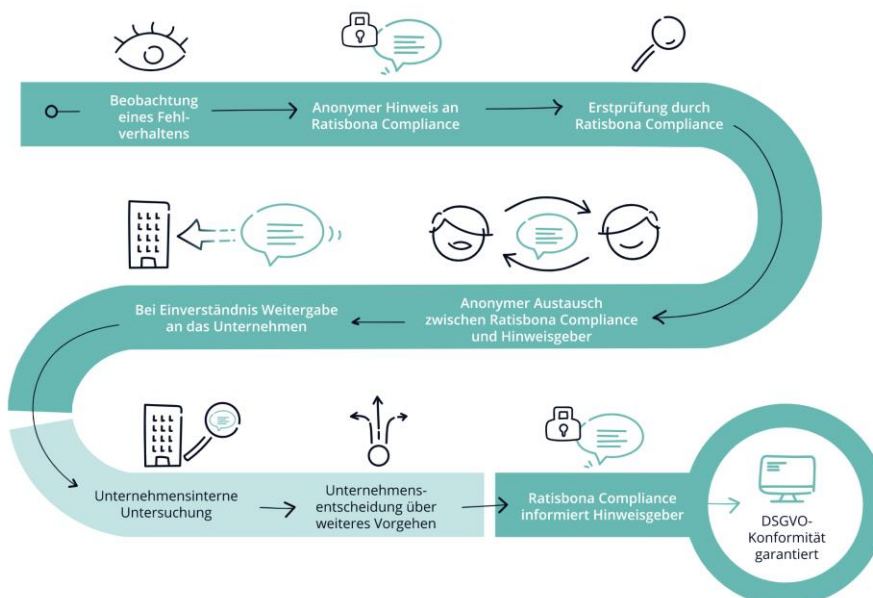 Beobachtung
eines Fehl-
verhaltens
Anonymer Hinweis an
Ratisbona Compliance
Erstprüfung durch
Ratisbona Compliance
Anonymer Austausch
zwischen Ratisbona Compliance
und Hinweisgeber
Bei Einverständnis Weitergabe
an das Unternehmen
Unternehmensinterne
Untersuchung
Unternehmens-
entscheidung über
weiteres Vorgehen
Ratisbona Compliance
informiert Hinweisgeber
DSGVO-
Konformität
garantiert